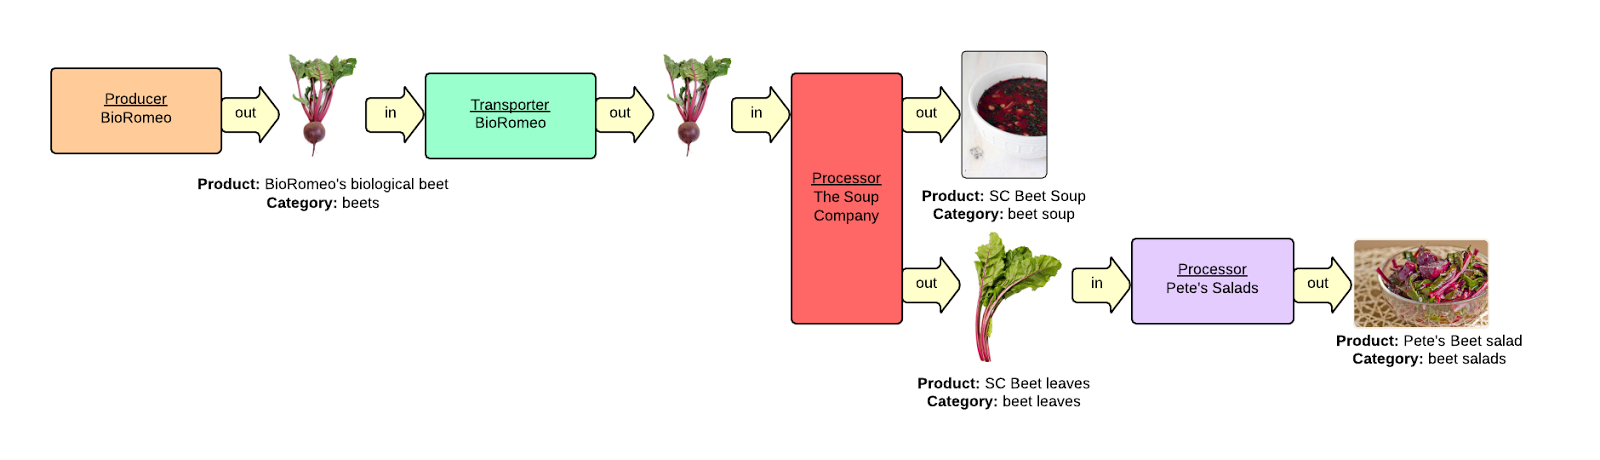 Producer
BioRomeo
out
in
Transporter
BioRomeo
out
in
Processor
The Soup
Company
out
Product: BioRomeo's biological beet
Category: beets
Product: SC Beet Soup
Category: beet soup
out
in
Processor
Pete's Salads
out
Product: Pete's Beet salad
Category: beet salads
Product: SC Beet leaves
Category: beet leaves